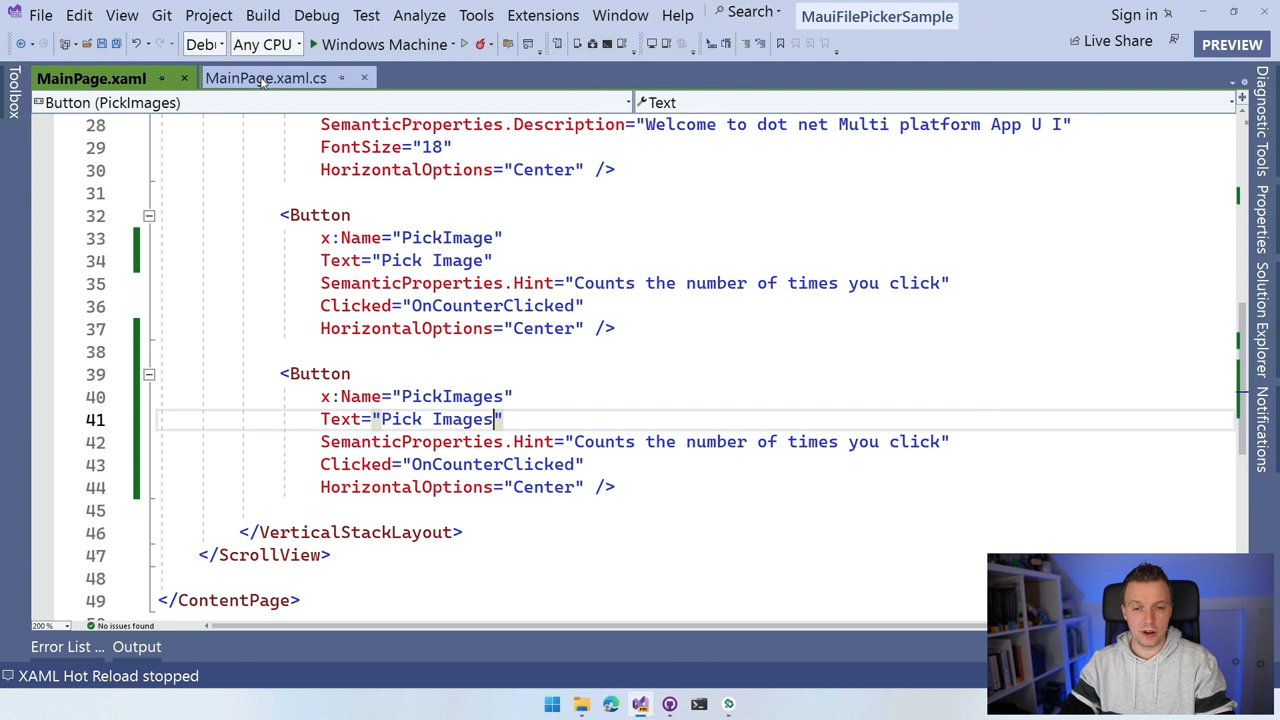 File Edit View Git Project Build Debug Test Analyze Tools Extensions Window Help Search MauiFilePickerSample Sign in
Debu Any CPU Windows Machine Live Share PREVIEW
MainPage.xaml MainPage.xaml.cs
Button (PickImages) Text
28 SemanticProperties.Description="Welcome to dot net Multi platform App U I"
29 FontSize="18"
30 HorizontalOptions="Center" />
31
32 <Button
33 x:Name="PickImage"
34 Text="Pick Image"
35 SemanticProperties.Hint="Counts the number of times you click"
36 Clicked="OnCounterClicked"
37 HorizontalOptions="Center" />
38
39 <Button
40 x:Name="PickImages"
41 Text="Pick Images"
42 SemanticProperties.Hint="Counts the number of times you click"
43 Clicked="OnCounterClicked"
44 HorizontalOptions="Center" />
45
46 </VerticalStackLayout>
47 </ScrollView>
48
49 </ContentPage>
200 % No issues found
Error List ... Output
XAML Hot Reload stopped
Toolbox
Diagnostic Tools
Properties
Solution Explorer
Notifications